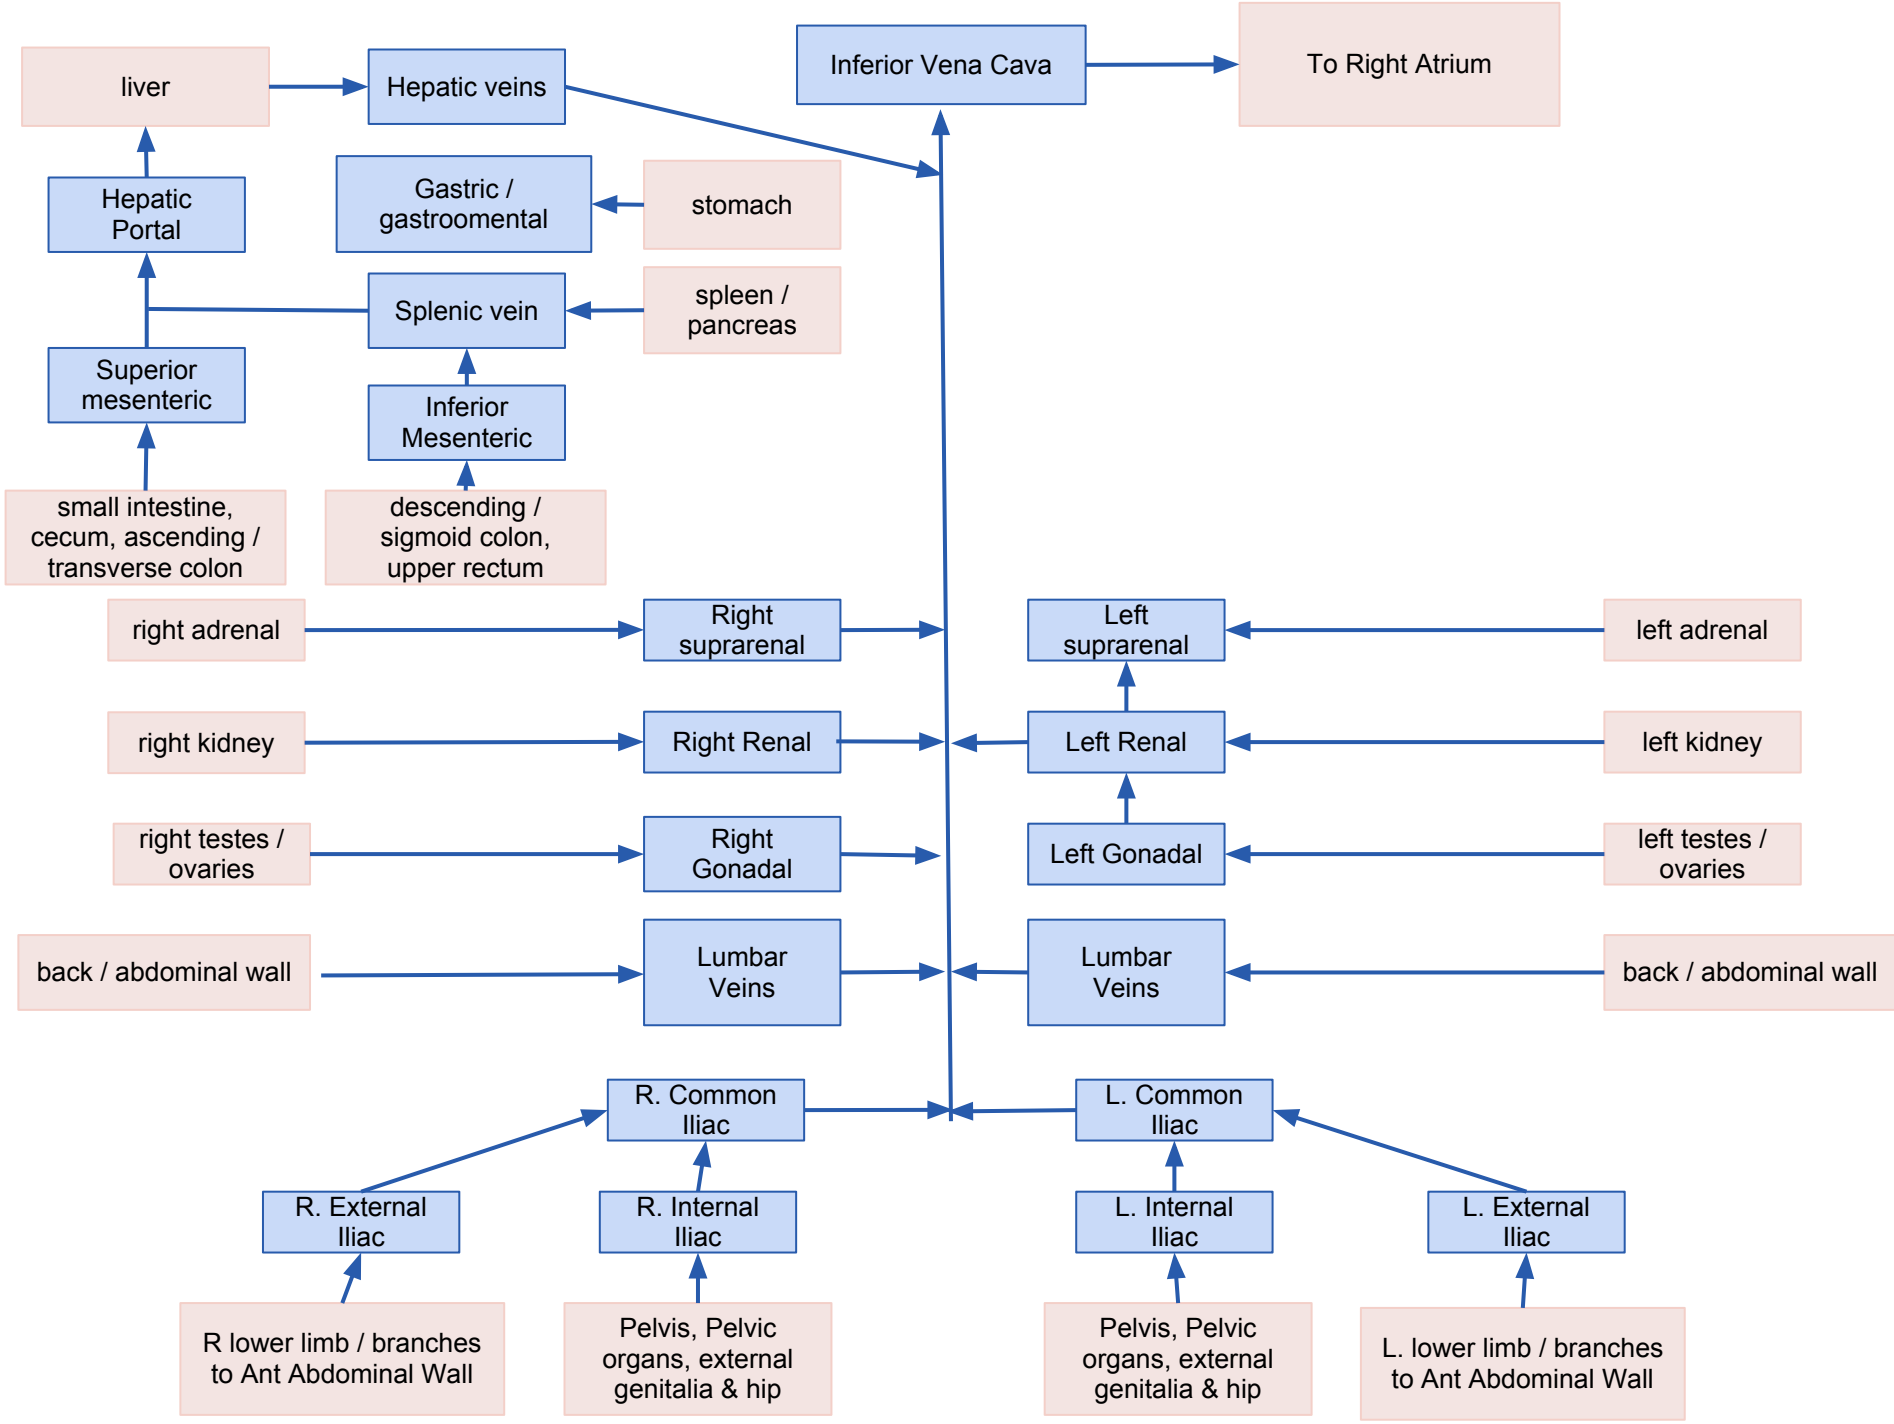 Inferior Vena Cava
To Right Atrium
liver
Hepatic veins
Hepatic
Portal
Gastric /
gastroomental
stomach
Splenic vein
spleen /
pancreas
Superior
mesenteric
Inferior
Mesenteric
small intestine,
cecum, ascending /
transverse colon
descending /
sigmoid colon,
upper rectum
right adrenal
Right
suprarenal
Left
suprarenal
left adrenal
right kidney
Right Renal
Left Renal
left kidney
right testes /
ovaries
Right
Gonadal
Left Gonadal
left testes /
ovaries
back / abdominal wall
Lumbar
Veins
Lumbar
Veins
back / abdominal wall
R. Common
Iliac
L. Common
Iliac
R. External
Iliac
R. Internal
Iliac
L. Internal
Iliac
L. External
Iliac
R lower limb / branches
to Ant Abdominal Wall
Pelvis, Pelvic
organs, external
genitalia & hip
Pelvis, Pelvic
organs, external
genitalia & hip
L. lower limb / branches
to Ant Abdominal Wall